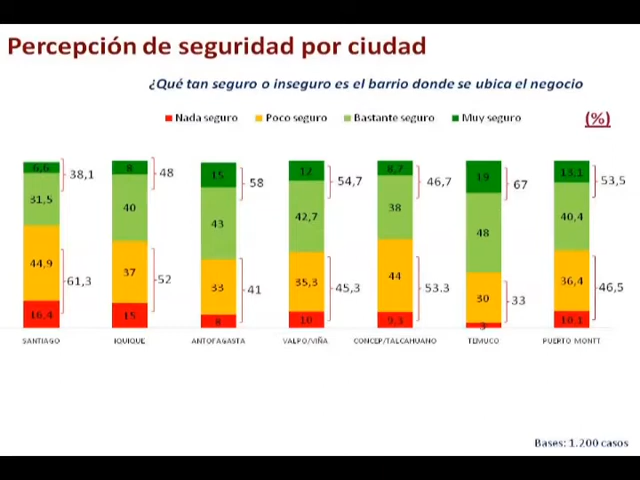 Percepción de seguridad por ciudad
¿Qué tan seguro o inseguro es el barrio donde se ubica el negocio
Nada seguro Poco seguro Bastante seguro Muy seguro
(%)
6,6 8 15 12 8,7 19 13,1
38,1 48 58 54,7 46,7 67 53,5
31,5 40 43 42,7 38 48 40,4
44,9 37 33 35,3 44 30 36,4
61,3 52 41 45,3 53.3 33 46,5
16,4 15 8 10 9,3 3 10,1
SANTIAGO IQUIQUE ANTOFAGASTA VALPO/VIÑA CONCEP/TALCAHUANO TEMUCO PUERTO MONTT
Bases: 1.200 casos